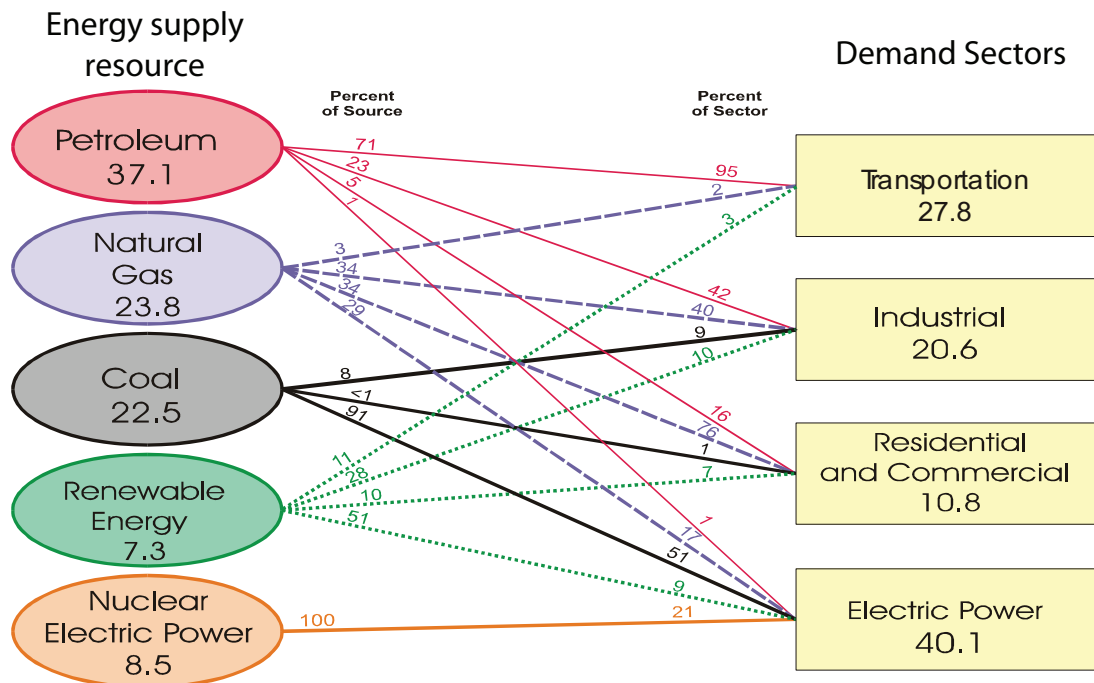 Energy supply
resource
Demand Sectors
Percent
of Source
Percent
of Sector
Petroleum
37.1
Natural
Gas
23.8
Coal
22.5
Renewable
Energy
7.3
Nuclear
Electric Power
8.5
71
23
5
1
3
34
34
29
8
<1
91
11
28
10
51
100
95
2
3
42
40
9
10
16
76
1
7
1
17
51
9
21
Transportation
27.8
Industrial
20.6
Residential
and Commercial
10.8
Electric Power
40.1